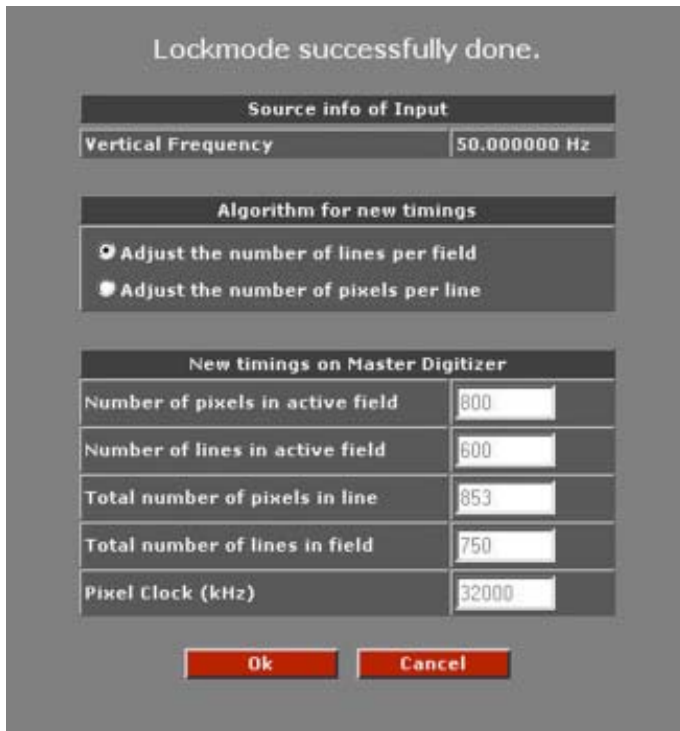 Lockmode successfully done.
Source info of Input
Vertical Frequency 50.000000 Hz
Algorithm for new timings
Adjust the number of lines per field
Adjust the number of pixels per line
New timings on Master Digitizer
Number of pixels in active field 800
Number of lines in active field 600
Total number of pixels in line 853
Total number of lines in field 750
Pixel Clock (kHz) 32000
Ok Cancel